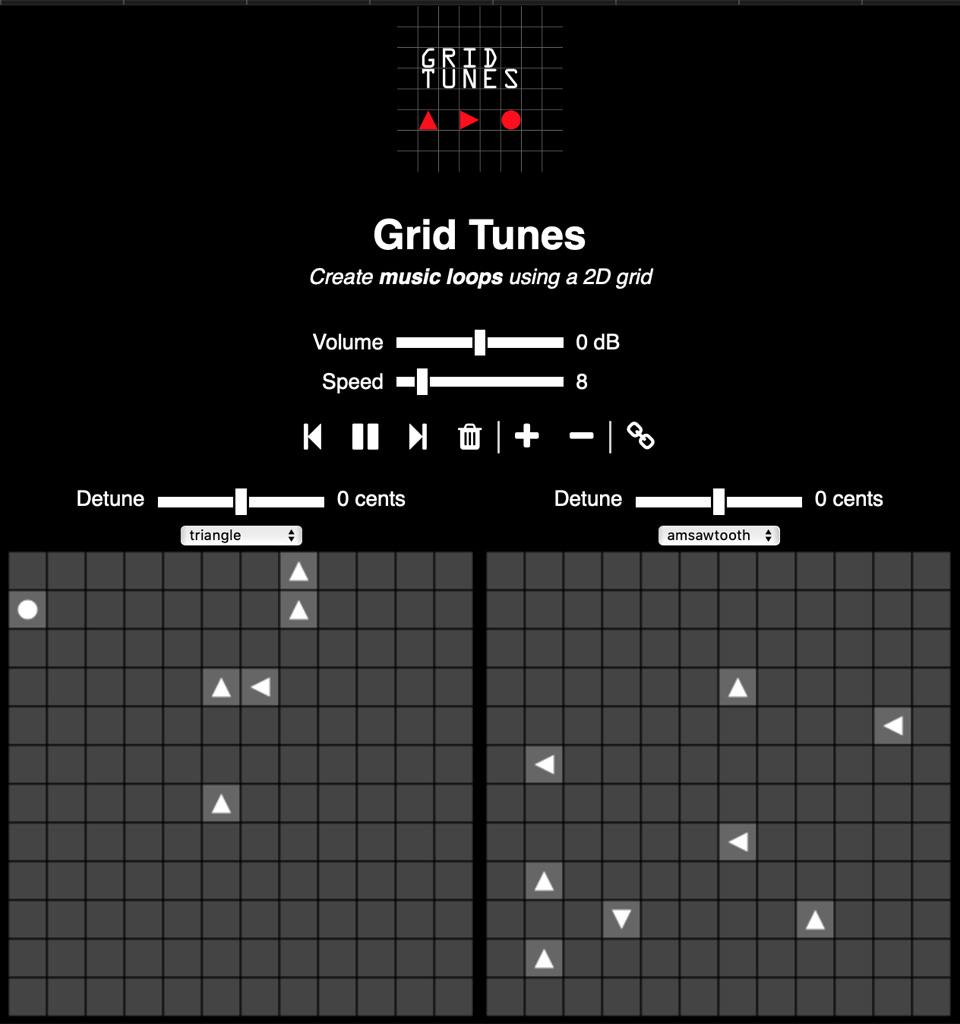 GRID
TUNES
Grid Tunes
Create music loops using a 2D grid
Volume 0 dB
Speed 8
Detune 0 cents
Detune 0 cents
triangle
amsawtooth